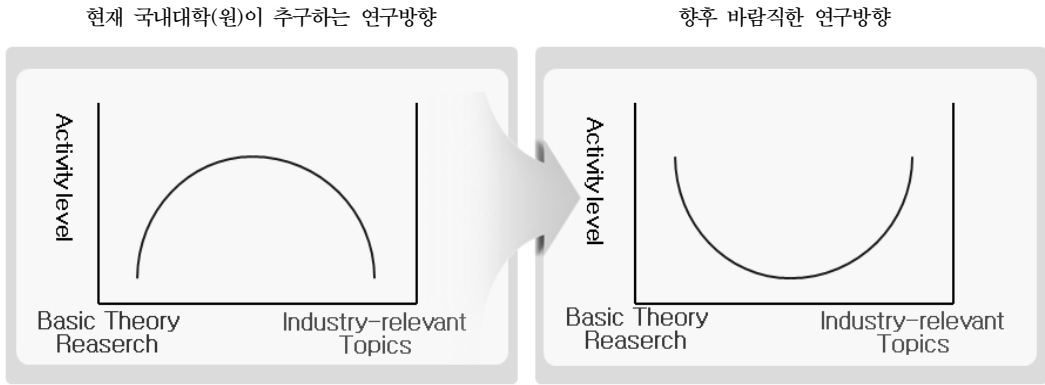 현재 국내대학(원)이 추구하는 연구방향
향후 바람직한 연구방향
Activity level
Basic Theory
Reaserch
Industry-relevant
Topics
Activity level
Basic Theory
Reaserch
Industry-relevant
Topics